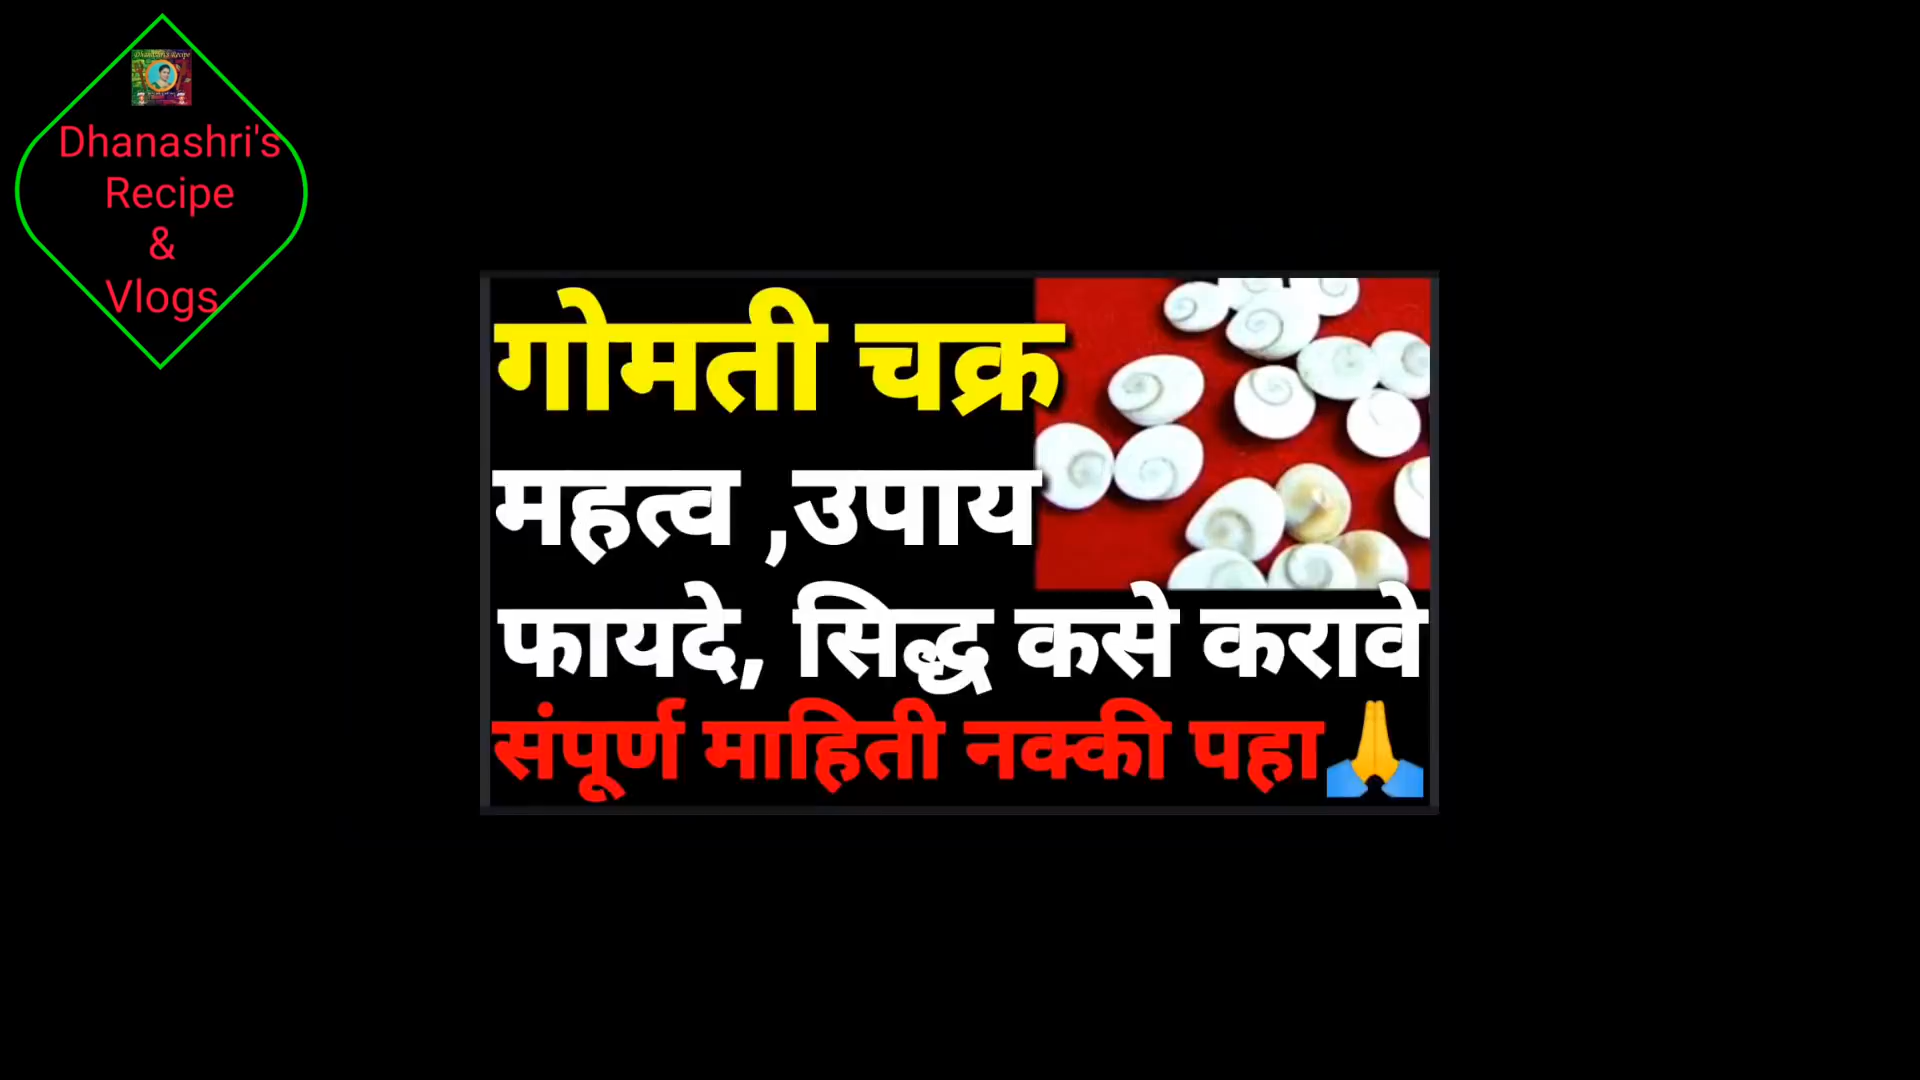 Dhanashri's
Recipe
&
Vlogs
गोमती चक्र
महत्व ,उपाय
फायदे, सिद्ध कसे करावे
संपूर्ण माहिती नक्की पहा🙏